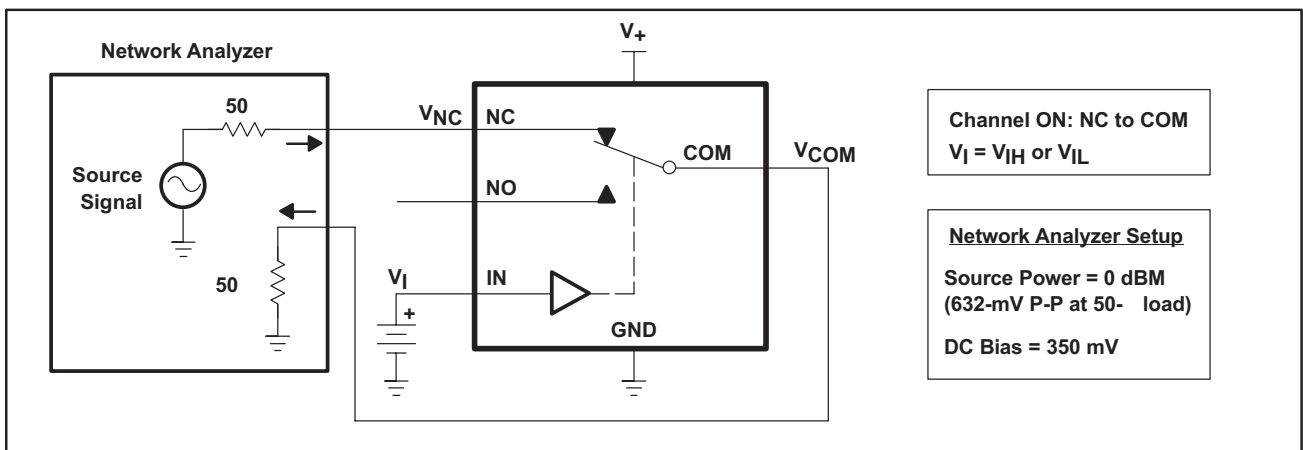 Network Analyzer
50
Source
Signal
50
V+
VNC
NC
NO
COM
VCOM
VI
IN
+
GND
Channel ON: NC to COM
VI = VIH or VIL
Network Analyzer Setup
Source Power = 0 dBM
(632-mV P-P at 50- load)
DC Bias = 350 mV